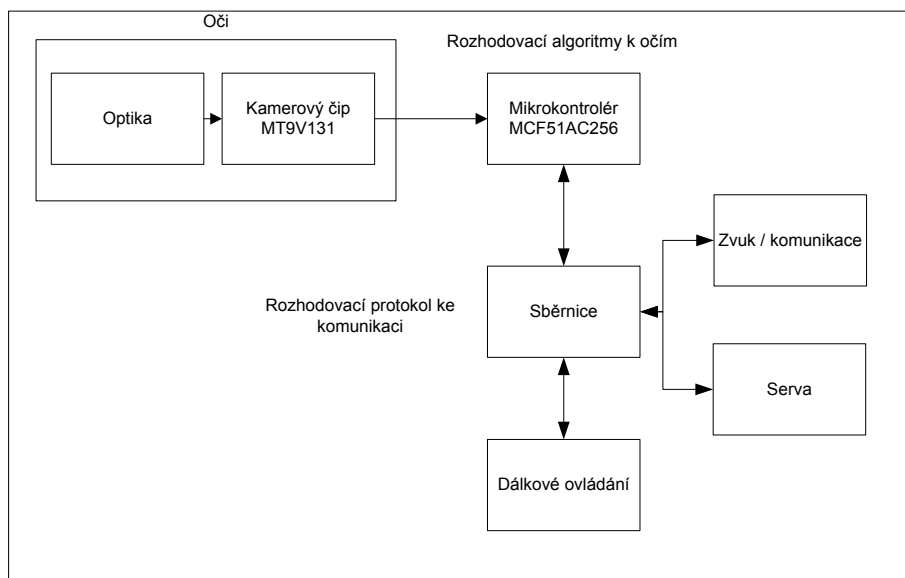 Oči
Rozhodovací algoritmy k očím
Optika
Kamerový čip
MT9V131
Mikrokontrolér
MCF51AC256
Zvuk / komunikace
Rozhodovací protokol ke
komunikaci
Sběrnice
Serva
Dálkové ovládání